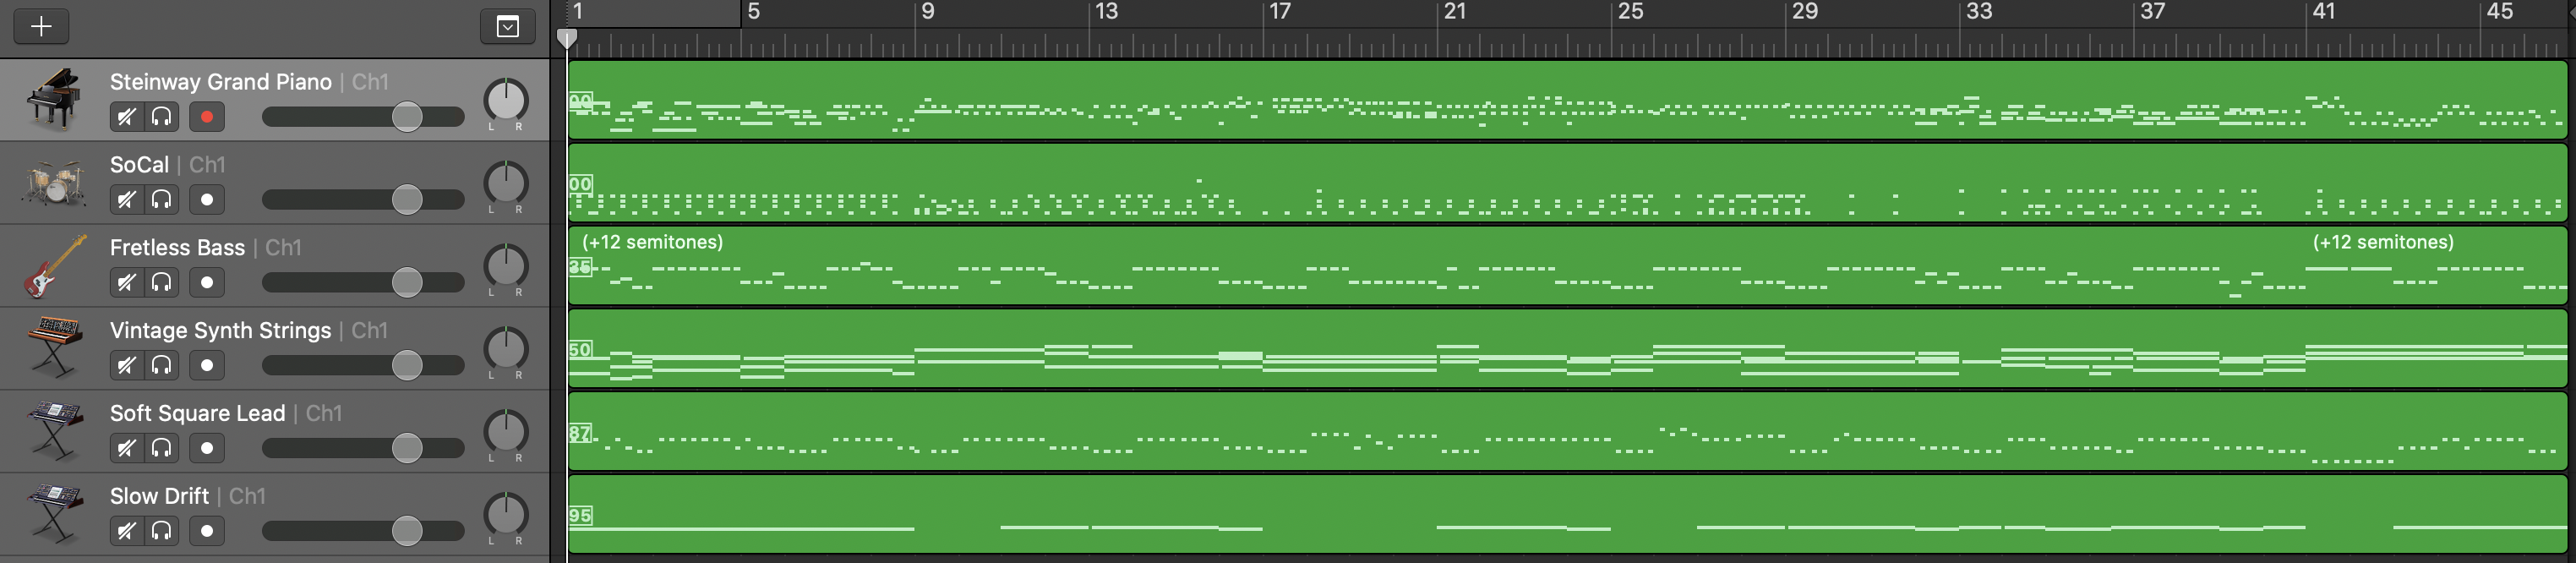 1 5 9 13 17 21 25 29 33 37 41 45
Steinway Grand Piano | Ch1
L R
SoCal | Ch1
L R
00
Fretless Bass | Ch1
L R
(+12 semitones) (+12 semitones)
Vintage Synth Strings | Ch1
L R
50
Soft Square Lead | Ch1
L R
87
Slow Drift | Ch1
L R
95